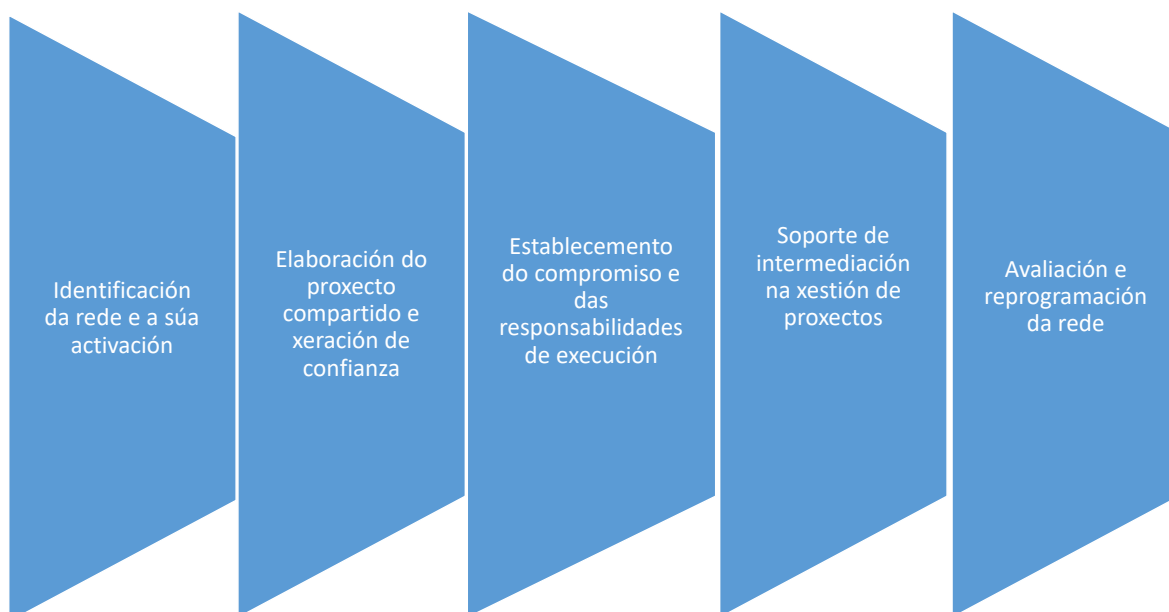 Identificación
da rede e a súa
activación
Elaboración do
proxecto
compartido e
xeración de
confianza
Establecemento
do compromiso e
das
responsabilidades
de execución
Soporte de
intermediación
na xestión de
proxectos
Avaliación e
reprogramación
da rede